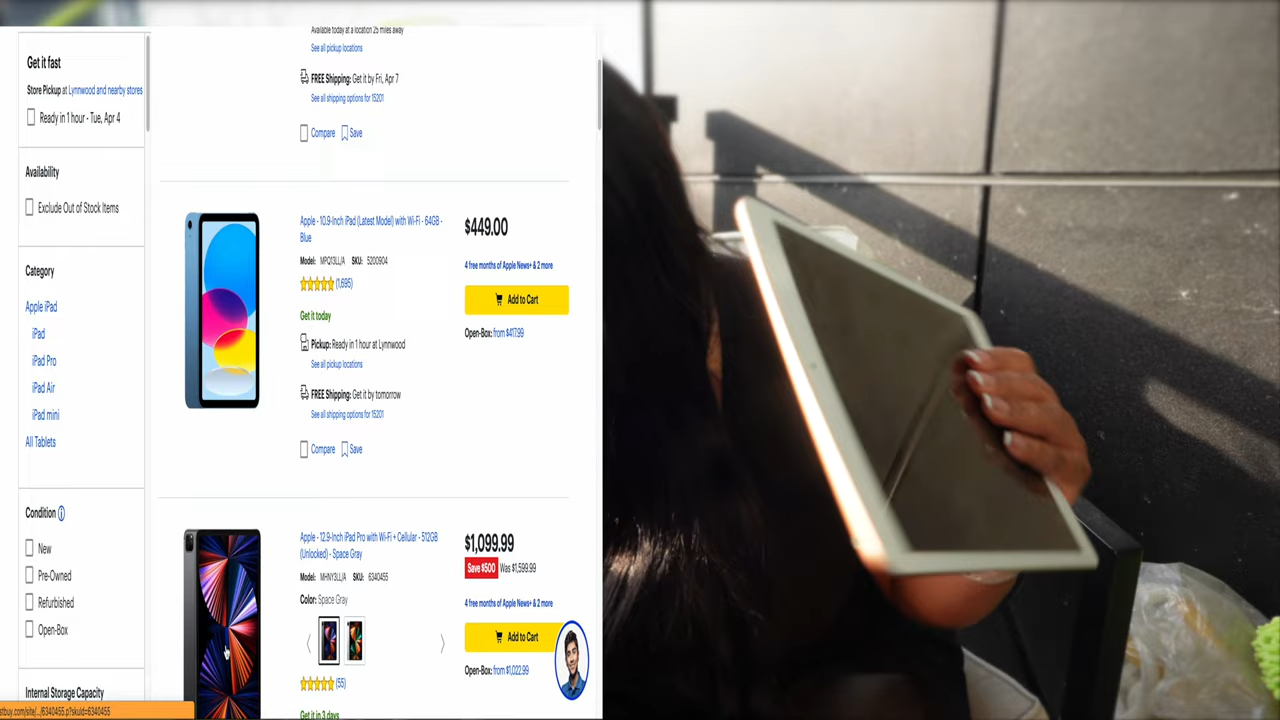 Get it fast
Store Pickup at Lynnwood and nearby stores
Ready in 1 hour - Tue, Apr 4
Availability
Exclude Out of Stock Items
Category
Apple iPad
iPad
iPad Pro
iPad Air
iPad mini
All Tablets
Condition
New
Pre-Owned
Refurbished
Open-Box
Internal Storage Capacity
Available today at a location 25 miles away
See all pickup locations
FREE Shipping: Get it by Fri, Apr 7
See all shipping options for 15201
Compare Save
Apple - 10.9-Inch iPad (Latest Model) with Wi-Fi - 64GB -
Blue
Model: MPQ13LL/A SKU: 5200904
(1,695)
Get it today
Pickup: Ready in 1 hour at Lynnwood
See all pickup locations
FREE Shipping: Get it by tomorrow
See all shipping options for 15201
Compare Save
$449.00
4 free months of Apple News+ & 2 more
Add to Cart
Open-Box: from $417.99
Apple - 12.9-Inch iPad Pro with Wi-Fi + Cellular - 512GB
(Unlocked) - Space Gray
Model: MHNY3LL/A SKU: 6340455
Color: Space Gray
(55)
Get it in 3 days
$1,099.99
Save $500 Was $1,599.99
4 free months of Apple News+ & 2 more
Add to Cart
Open-Box: from $1,022.99
stbuy.com/site/.../6340455.p?skuId=6340455